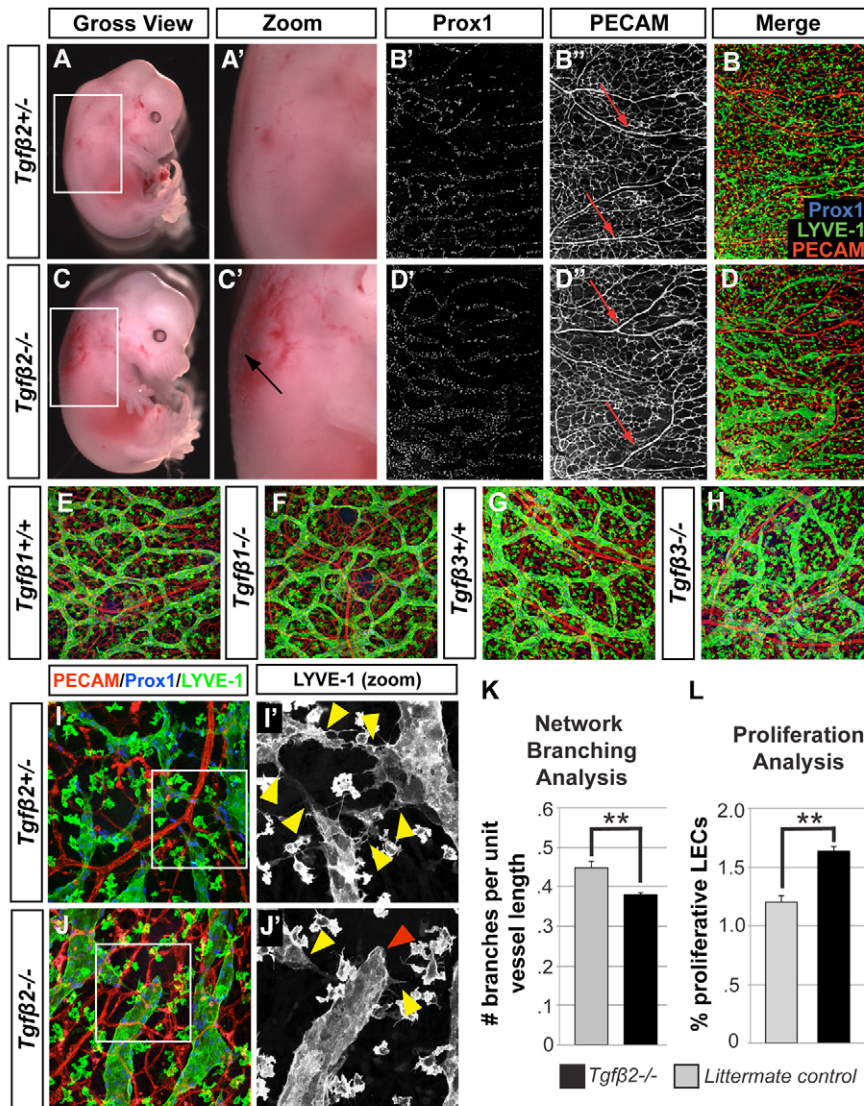 Gross View
Zoom
Prox1
PECAM
Merge
Tgfβ2+/-
A
A'
B'
B"
B
Prox1
LYVE-1
PECAM
Tgfβ2-/-
C
C'
D'
D"
D
Tgfβ1+/+
E
Tgfβ1-/-
F
Tgfβ3+/+
G
Tgfβ3-/-
H
PECAM/Prox1/LYVE-1
LYVE-1 (zoom)
Tgfβ2+/-
I
I'
Tgfβ2-/-
J
J'
K
Network
Branching
Analysis
# branches per unit
vessel length
.6
.5
.4
.3
.2
.1
0
**
L
Proliferation
Analysis
% proliferative LECs
2.0
1.5
1.0
.5
0
**
Tgfβ2-/-
Littermate control